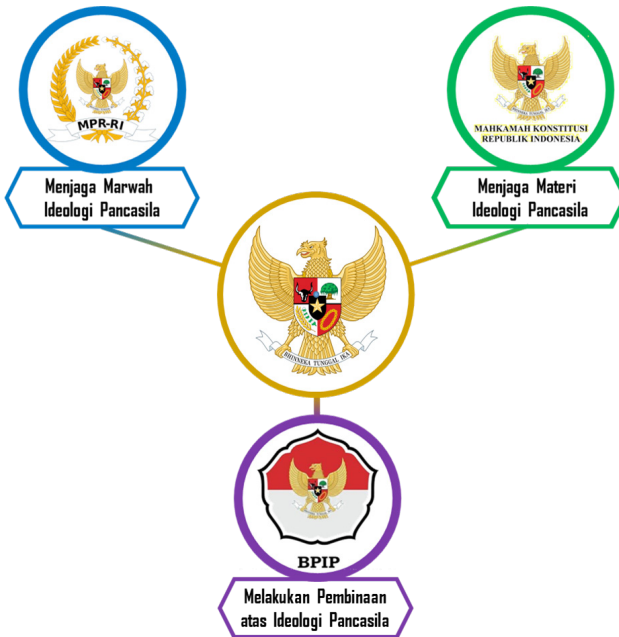 MPR-RI
Menjaga Marwah
Ideologi Pancasila
MAHKAMAH KONSTITUSI
REPUBLIK INDONESIA
Menjaga Materi
Ideologi Pancasila
BHINNEKA TUNGGAL IKA
BPIP
Melakukan Pembinaan
atas Ideologi Pancasila